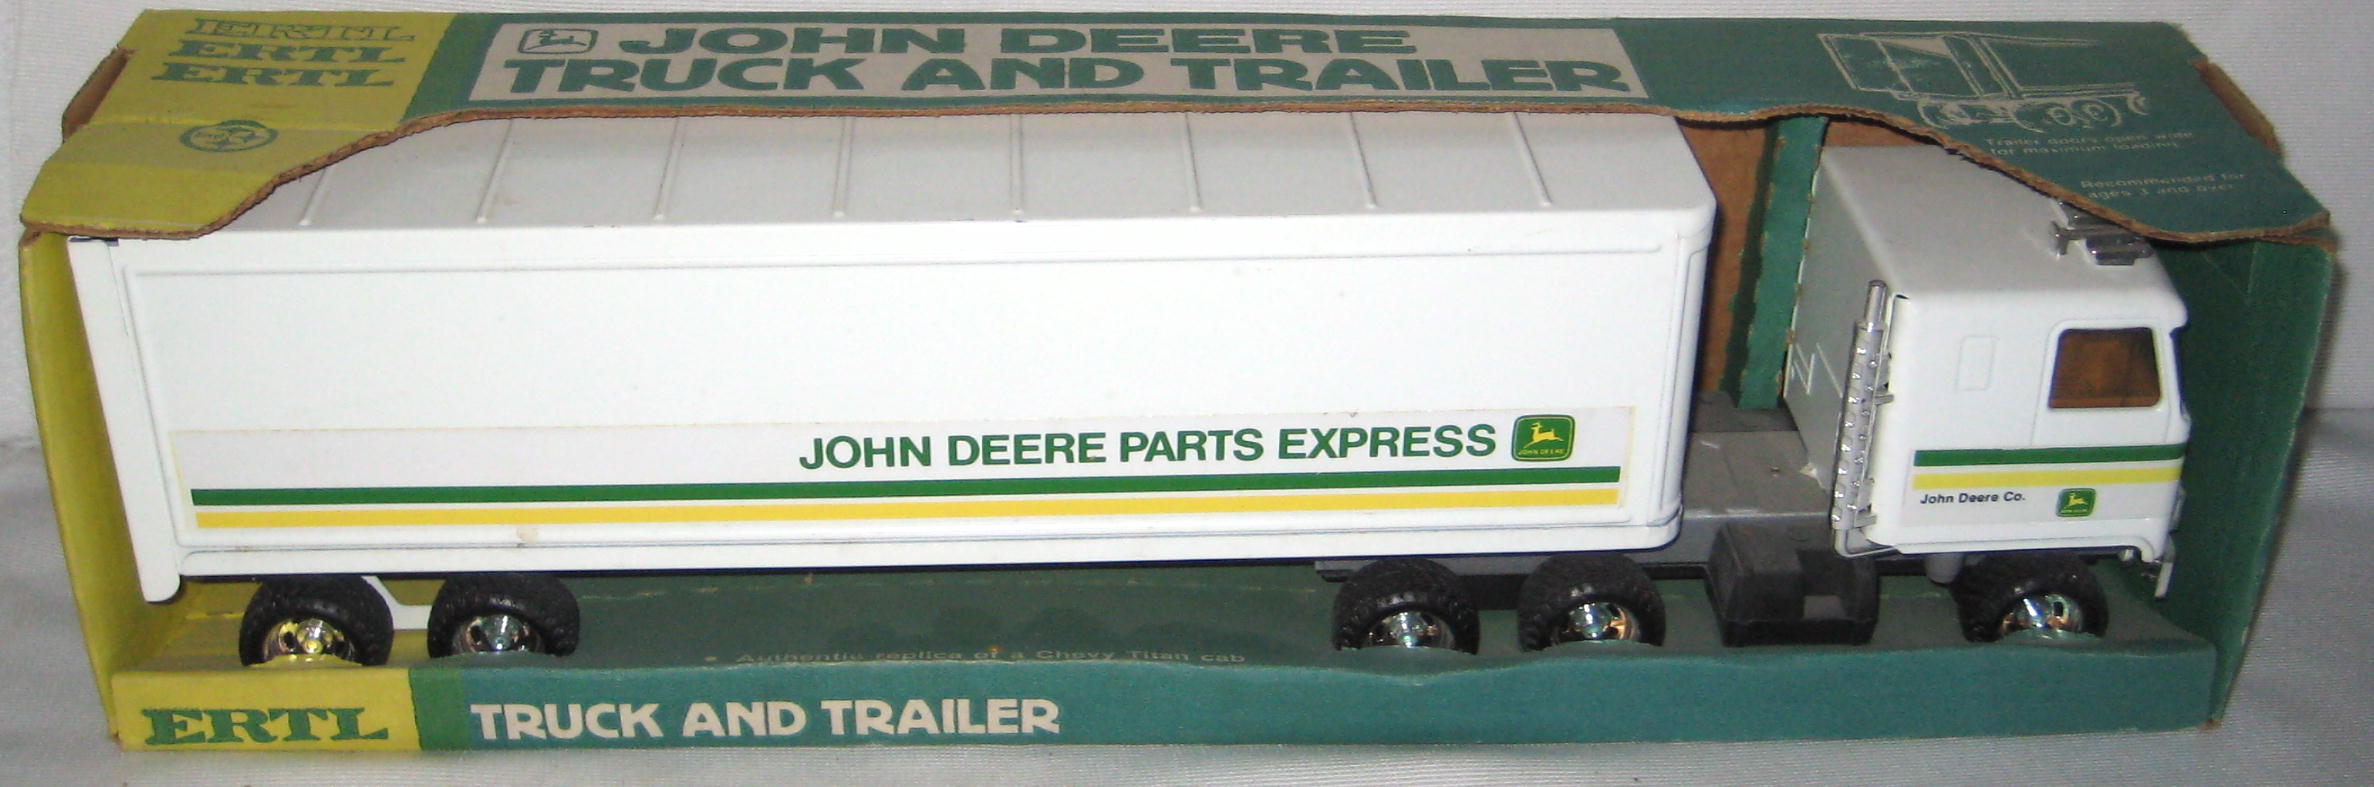 ERTL
ERTL
ERTL
JOHN DEERE
TRUCK AND TRAILER
Trailer doors open wide
for maximum loading
Recommended for
ages 3 and over
JOHN DEERE PARTS EXPRESS
JOHN DEERE
John Deere Co.
• Authentic replica of a Chevy Titan cab
ERTL
TRUCK AND TRAILER